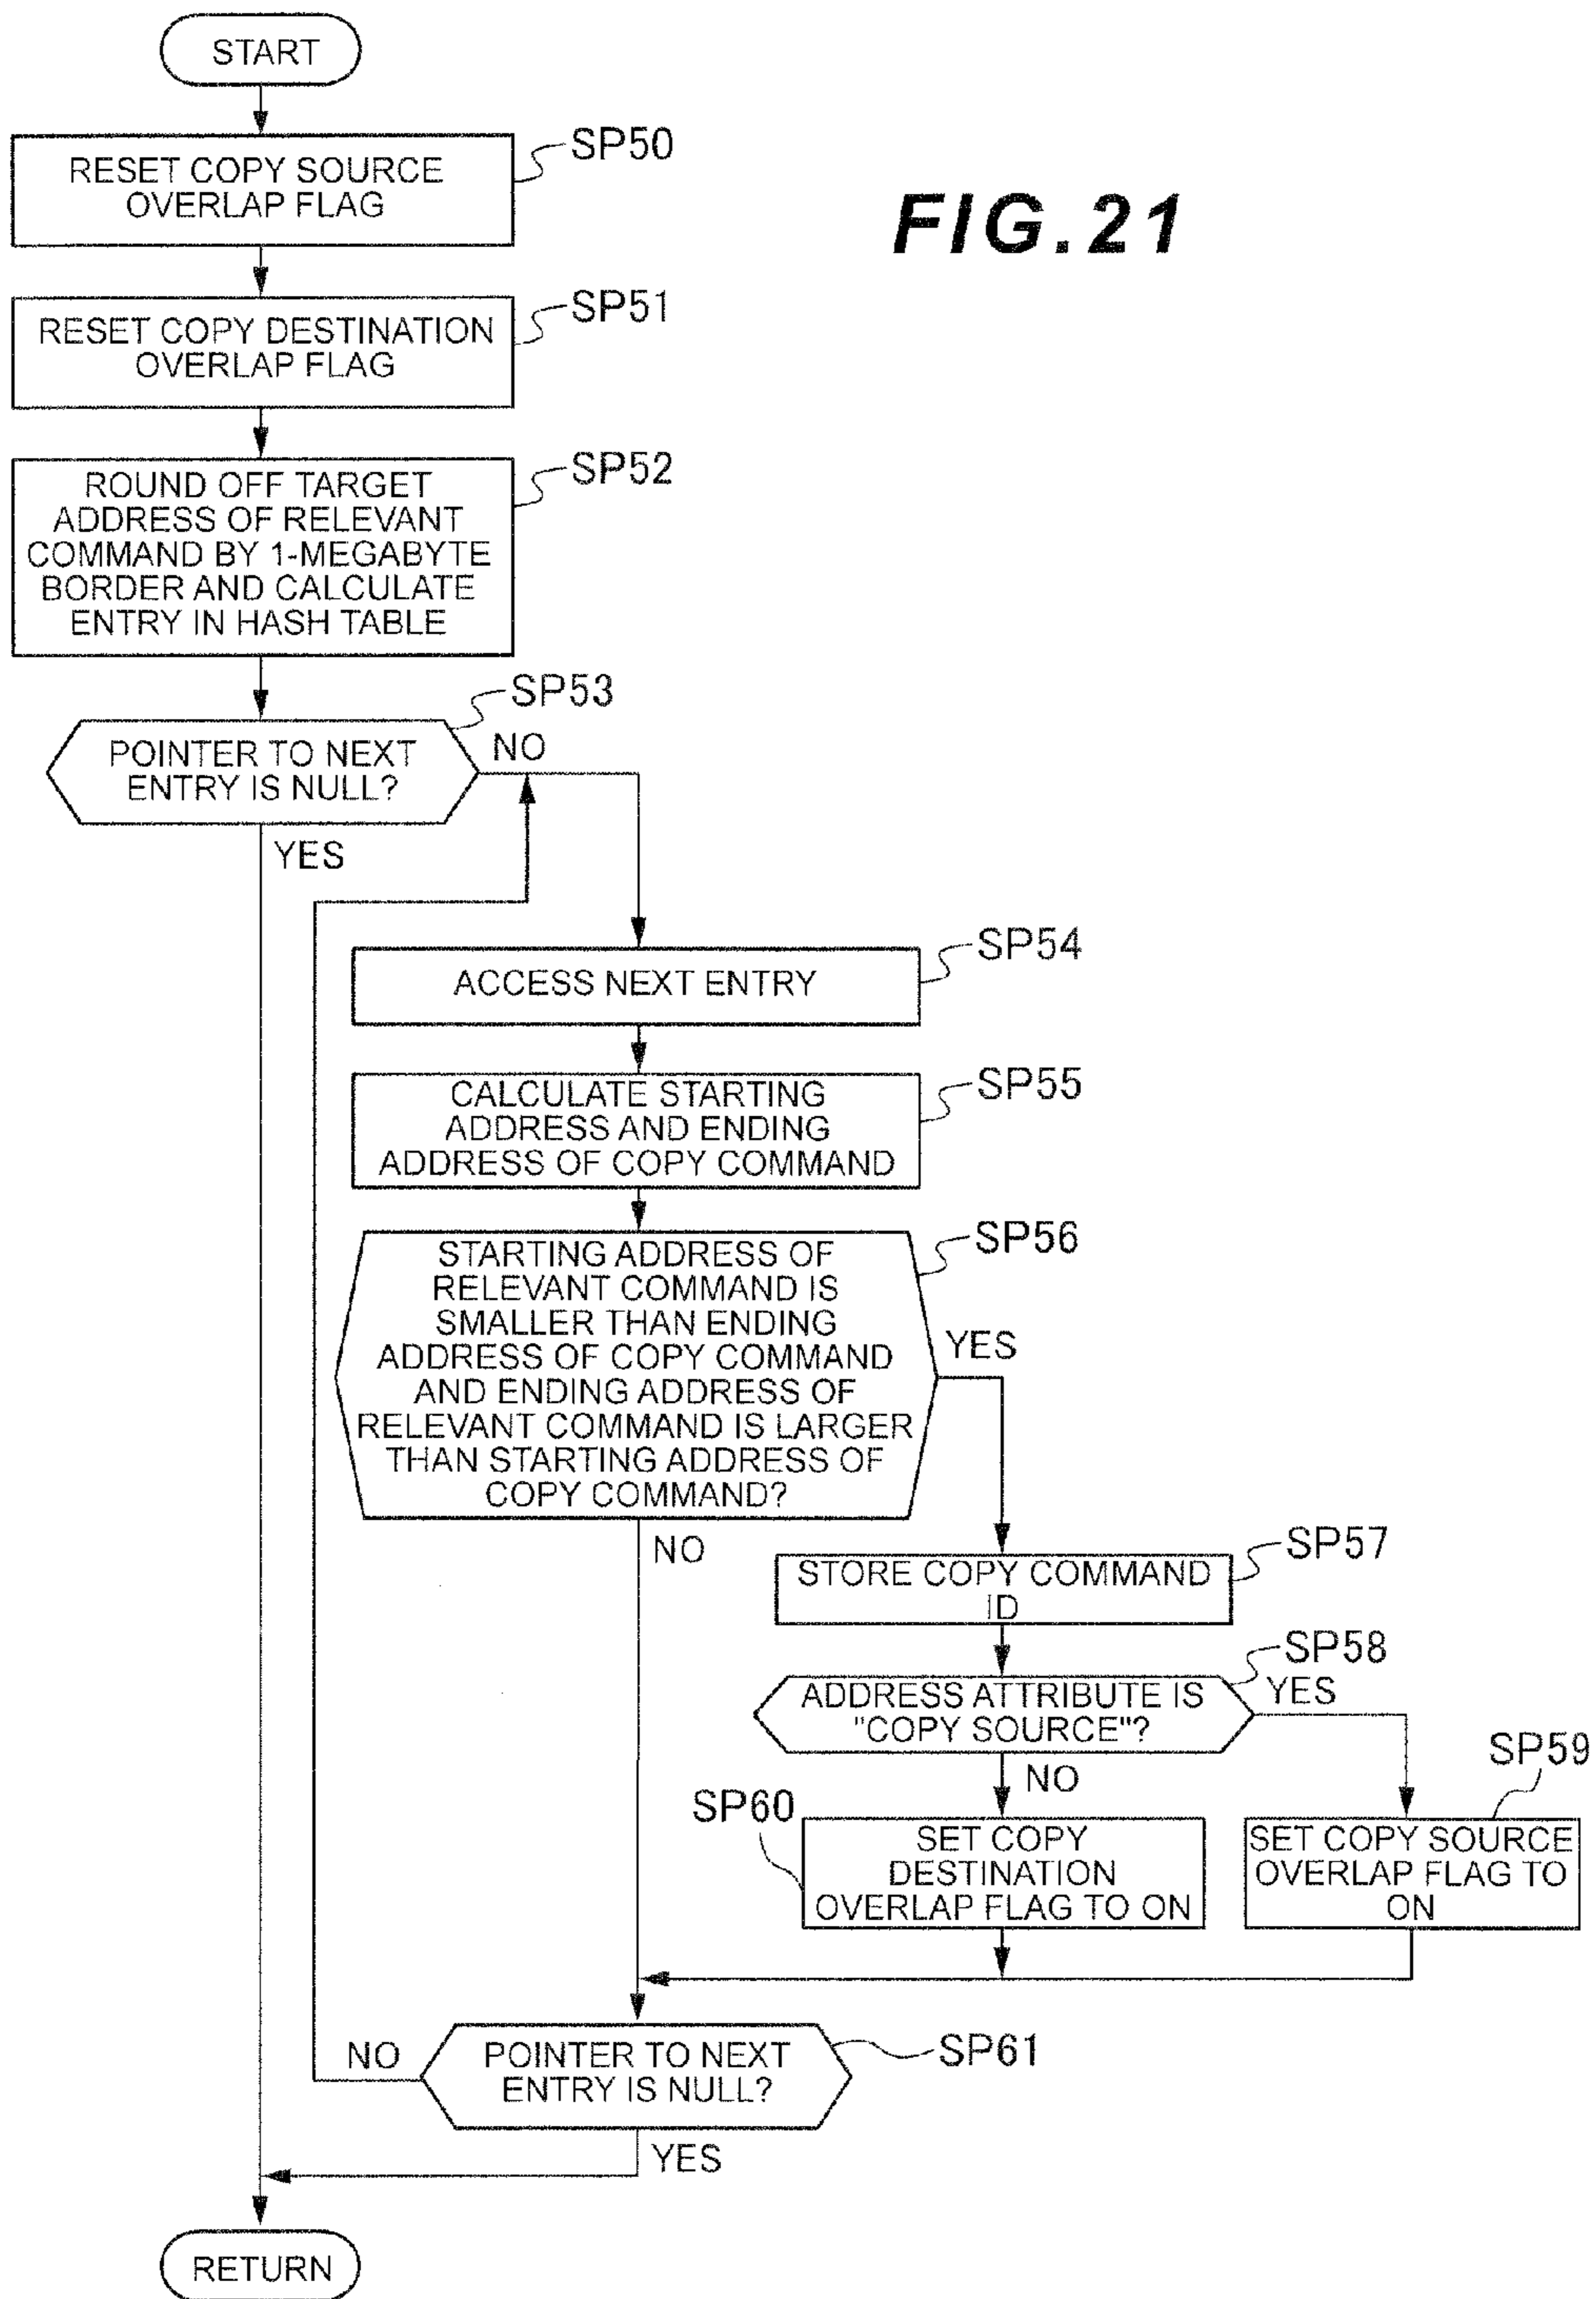 START
SP50
RESET COPY SOURCE
OVERLAP FLAG
FIG.21
SP51
RESET COPY DESTINATION
OVERLAP FLAG
SP52
ROUND OFF TARGET
ADDRESS OF RELEVANT
COMMAND BY 1-MEGABYTE
BORDER AND CALCULATE
ENTRY IN HASH TABLE
SP53
POINTER TO NEXT
ENTRY IS NULL?
NO
YES
SP54
ACCESS NEXT ENTRY
SP55
CALCULATE STARTING
ADDRESS AND ENDING
ADDRESS OF COPY COMMAND
SP56
STARTING ADDRESS OF
RELEVANT COMMAND IS
SMALLER THAN ENDING
ADDRESS OF COPY COMMAND
AND ENDING ADDRESS OF
RELEVANT COMMAND IS LARGER
THAN STARTING ADDRESS OF
COPY COMMAND?
YES
NO
SP57
STORE COPY COMMAND
ID
SP58
ADDRESS ATTRIBUTE IS
"COPY SOURCE"?
YES
NO
SP59
SET COPY SOURCE
OVERLAP FLAG TO
ON
SP60
SET COPY
DESTINATION
OVERLAP FLAG TO ON
SP61
POINTER TO NEXT
ENTRY IS NULL?
NO
YES
RETURN